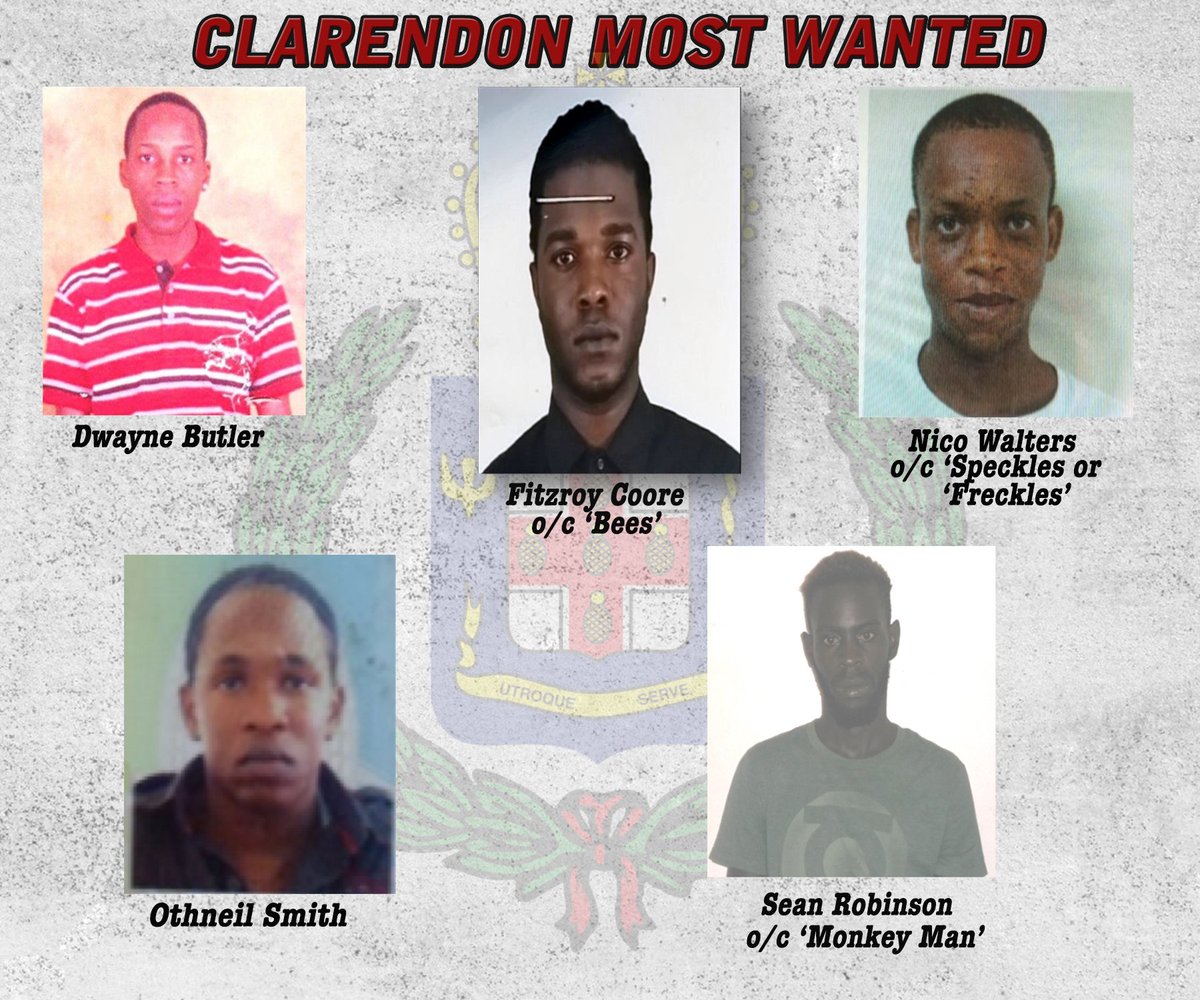 CLARENDON MOST WANTED
Dwayne Butler
Fitzroy Coore
o/c ‘Bees’
Nico Walters
o/c ‘Speckles or
‘Freckles’
UTROQUE SERVE
Othneil Smith
Sean Robinson
o/c ‘Monkey Man’